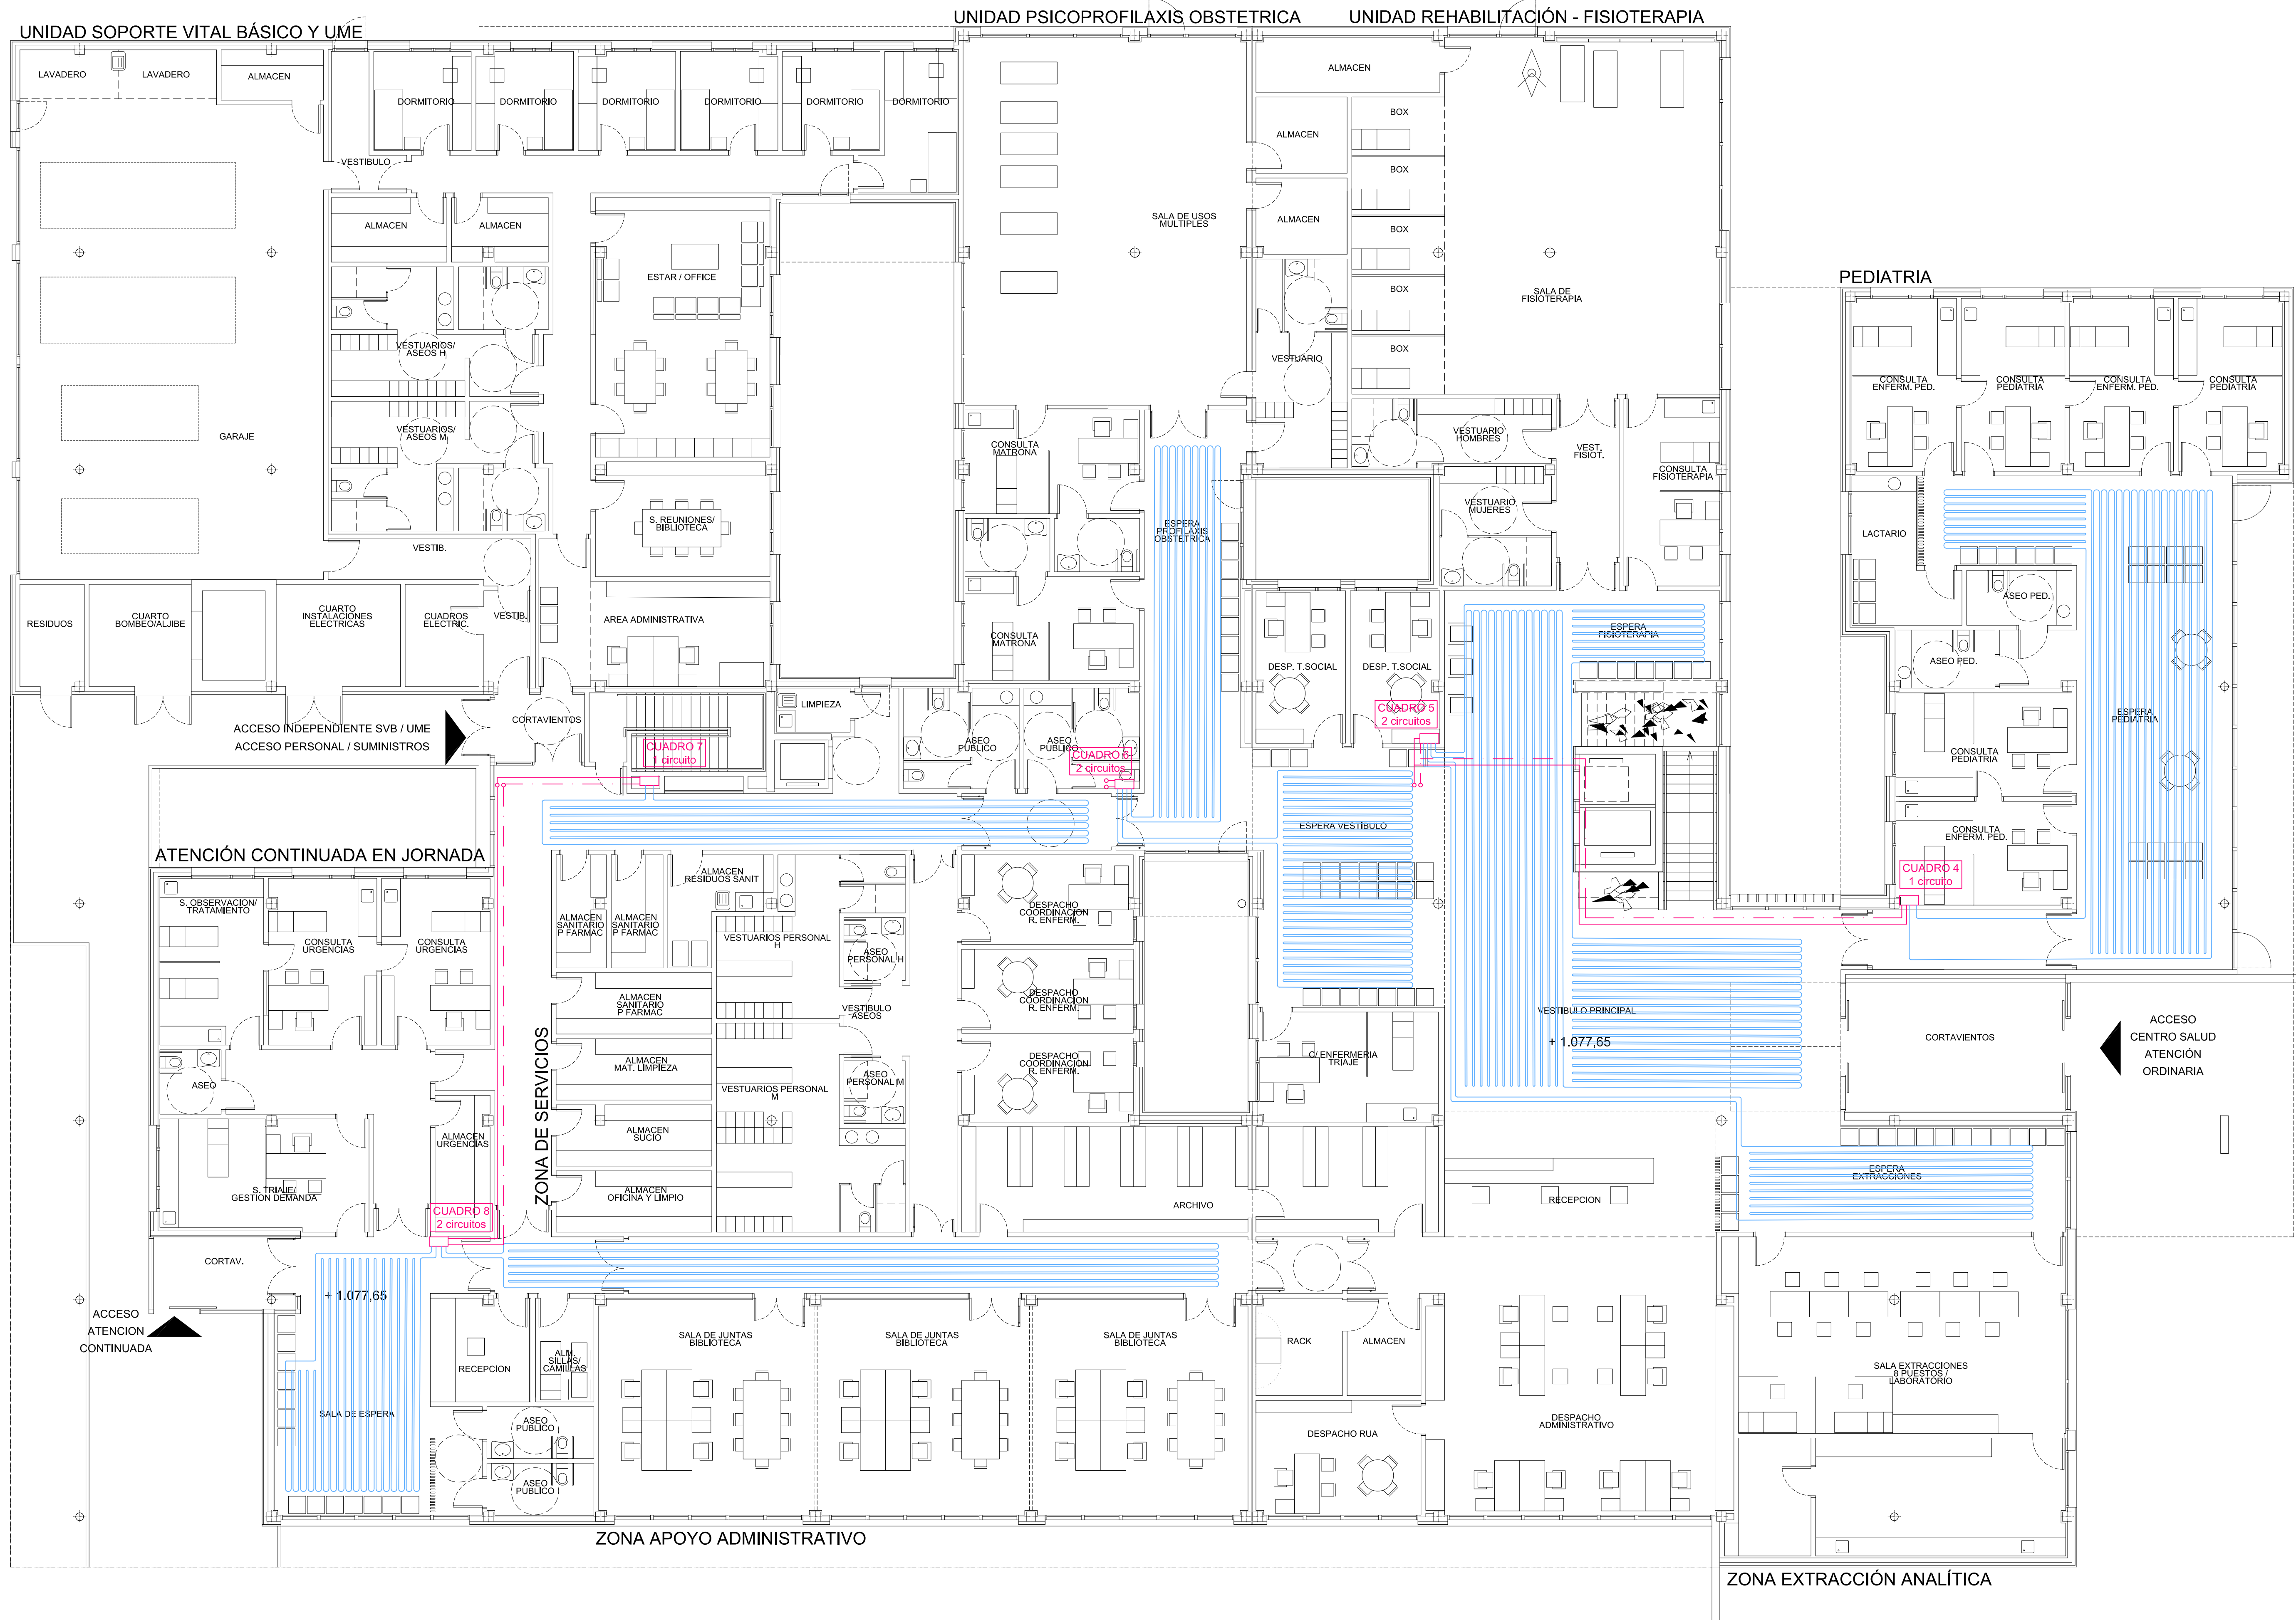 UNIDAD SOPORTE VITAL BÁSICO Y UME
UNIDAD PSICOPROFILAXIS OBSTETRICA
UNIDAD REHABILITACIÓN - FISIOTERAPIA
LAVADERO
LAVADERO
ALMACEN
DORMITORIO
DORMITORIO
DORMITORIO
DORMITORIO
DORMITORIO
DORMITORIO
VESTIBULO
ALMACEN
ALMACEN
ESTAR / OFFICE
VESTUARIOS/
ASEOS H
VESTUARIOS/
ASEOS M
GARAJE
S. REUNIONES/
BIBLIOTECA
VESTIB.
RESIDUOS
CUARTO
BOMBEO/ALJIBE
CUARTO
INSTALACIONES
ELECTRICAS
CUADROS
ELECTRIC.
VESTIB.
AREA ADMINISTRATIVA
SALA DE USOS
MULTIPLES
ALMACEN
ALMACEN
ALMACEN
BOX
BOX
BOX
BOX
BOX
SALA DE
FISIOTERAPIA
VESTUARIO
VESTUARIO
HOMBRES
VESTUARIO
MUJERES
VEST.
FISIOT.
CONSULTA
FISIOTERAPIA
CONSULTA
MATRONA
ESPERA
PROFILAXIS
OBSTETRICA
CONSULTA
MATRONA
DESP. T.SOCIAL
DESP. T.SOCIAL
ESPERA
FISIOTERAPIA
PEDIATRIA
CONSULTA
ENFERM. PED.
CONSULTA
PEDIATRIA
CONSULTA
ENFERM. PED.
CONSULTA
PEDIATRIA
LACTARIO
ASEO PED.
ASEO PED.
ESPERA
PEDIATRIA
CONSULTA
PEDIATRIA
CONSULTA
ENFERM. PED.
CUADRO 4
1 circuito
CUADRO 5
2 circuitos
CUADRO 6
2 circuitos
CUADRO 7
1 circuito
LIMPIEZA
ASEO
PUBLICO
ASEO
PUBLICO
CORTAVIENTOS
ACCESO INDEPENDIENTE SVB / UME
ACCESO PERSONAL / SUMINISTROS
ESPERA VESTIBULO
ATENCIÓN CONTINUADA EN JORNADA
S. OBSERVACION/
TRATAMIENTO
CONSULTA
URGENCIAS
CONSULTA
URGENCIAS
ASEO
S. TRIAJE/
GESTION DEMANDA
ALMACEN
URGENCIAS
CUADRO 8
2 circuitos
ZONA DE SERVICIOS
ALMACEN
SANITARIO
P FARMAC
ALMACEN
SANITARIO
P FARMAC
ALMACEN
RESIDUOS SANIT
VESTUARIOS PERSONAL
H
ASEO
PERSONAL H
ALMACEN
SANITARIO
P FARMAC
VESTIBULO
ASEOS
ALMACEN
MAT. LIMPIEZA
VESTUARIOS PERSONAL
M
ASEO
PERSONAL M
ALMACEN
SUCIO
ALMACEN
OFICINA Y LIMPIO
DESPACHO
COORDINACION
R. ENFERM.
DESPACHO
COORDINACION
R. ENFERM.
DESPACHO
COORDINACION
R. ENFERM.
C/ ENFERMERIA
TRIAJE
ARCHIVO
VESTIBULO PRINCIPAL
+ 1.077,65
CORTAVIENTOS
ACCESO
CENTRO SALUD
ATENCIÓN
ORDINARIA
RECEPCION
ESPERA
EXTRACCIONES
CORTAV.
+ 1.077,65
ACCESO
ATENCION
CONTINUADA
SALA DE ESPERA
RECEPCION
ALM.
SILLAS/
CAMILLAS
ASEO
PUBLICO
ASEO
PUBLICO
SALA DE JUNTAS
BIBLIOTECA
SALA DE JUNTAS
BIBLIOTECA
SALA DE JUNTAS
BIBLIOTECA
RACK
ALMACEN
DESPACHO RUA
DESPACHO
ADMINISTRATIVO
SALA EXTRACCIONES
8 PUESTOS /
LABORATORIO
ZONA APOYO ADMINISTRATIVO
ZONA EXTRACCIÓN ANALÍTICA